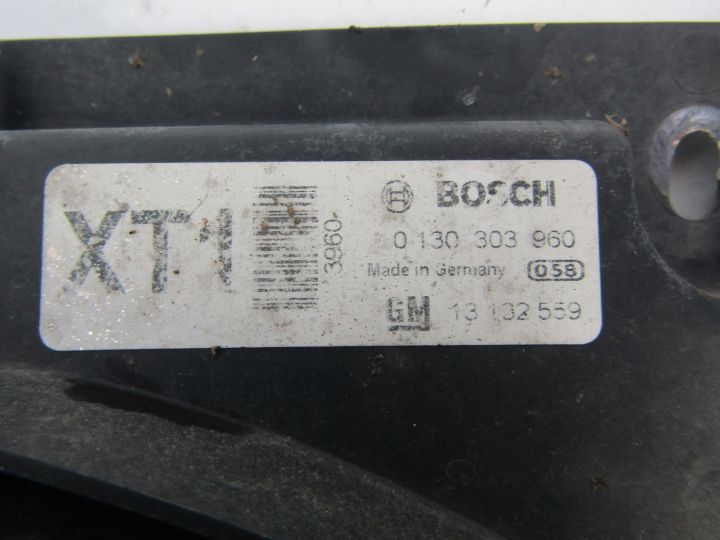 XT1
3960
BOSCH
0 130 303 960
Made in Germany 058
GM 13 132 559